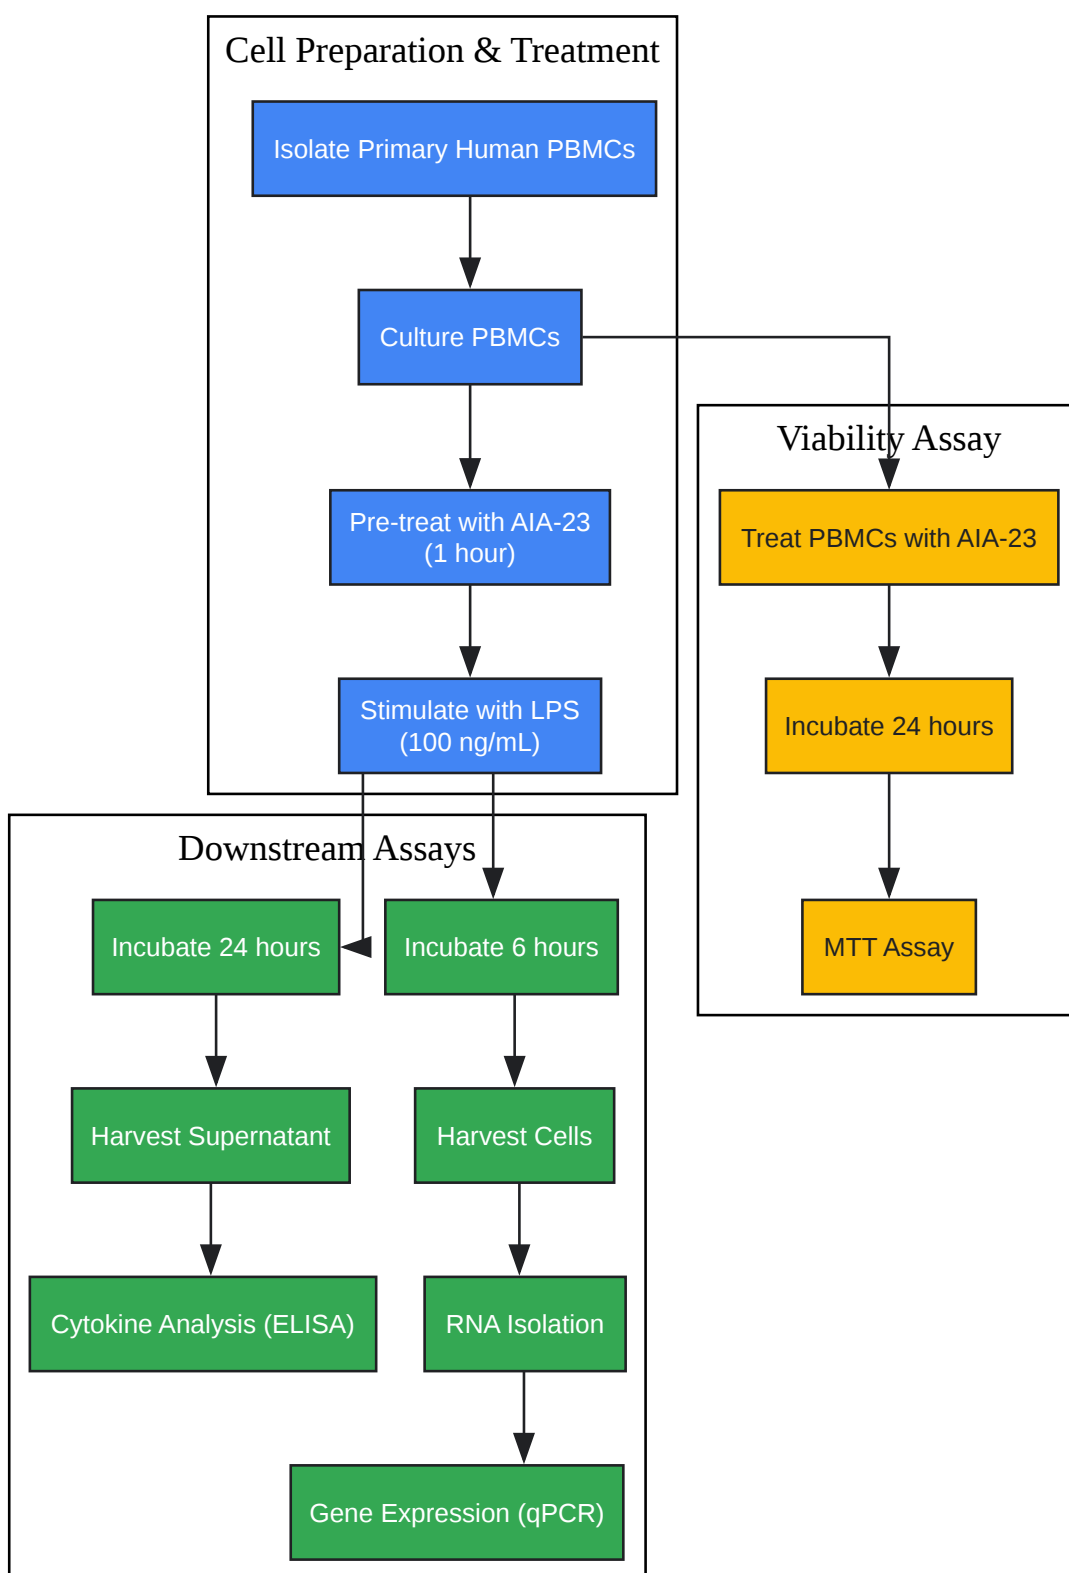 Cell Preparation & Treatment
Isolate Primary Human PBMCs
Culture PBMCs
Pre-treat with AIA-23
(1 hour)
Stimulate with LPS
(100 ng/mL)
Viability Assay
Treat PBMCs with AIA-23
Incubate 24 hours
MTT Assay
Downstream Assays
Incubate 24 hours
Harvest Supernatant
Cytokine Analysis (ELISA)
Incubate 6 hours
Harvest Cells
RNA Isolation
Gene Expression (qPCR)